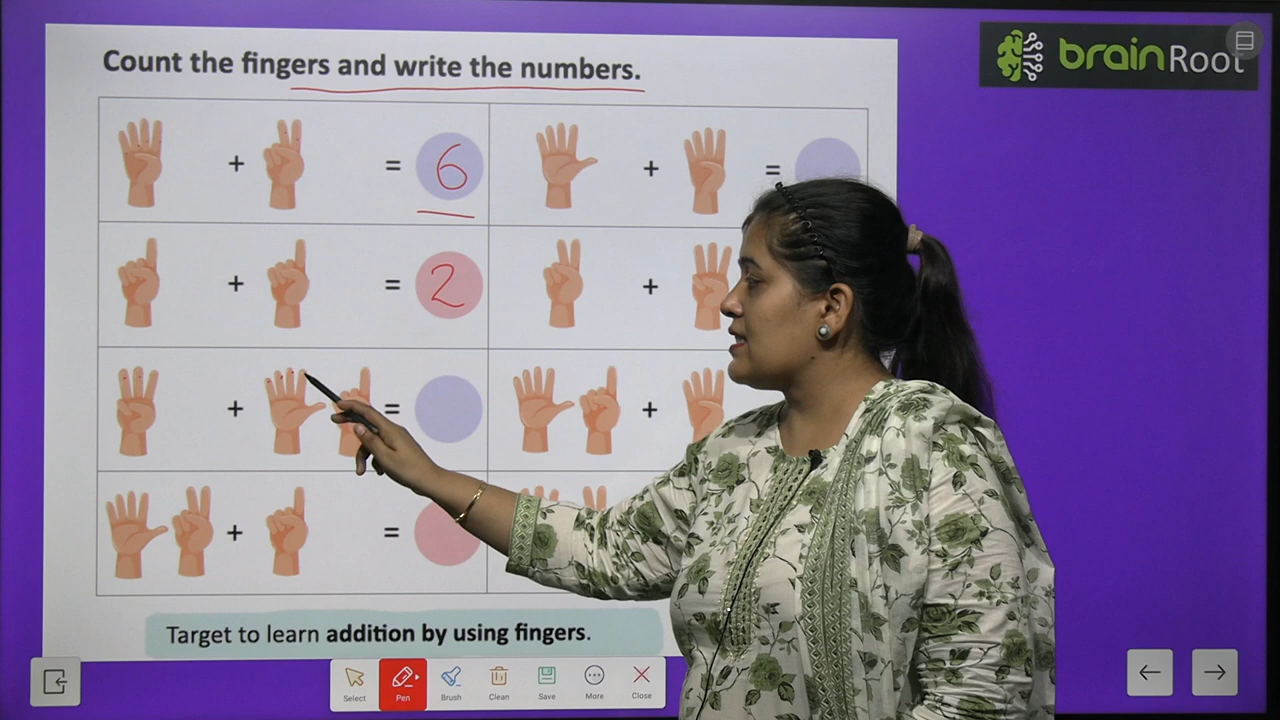 Count the fingers and write the numbers.
brainRoot
+ = 6 + =
+ = 2 +
+ = +
+ =
Target to learn addition by using fingers.
Select Pen Brush Clean Save More Close